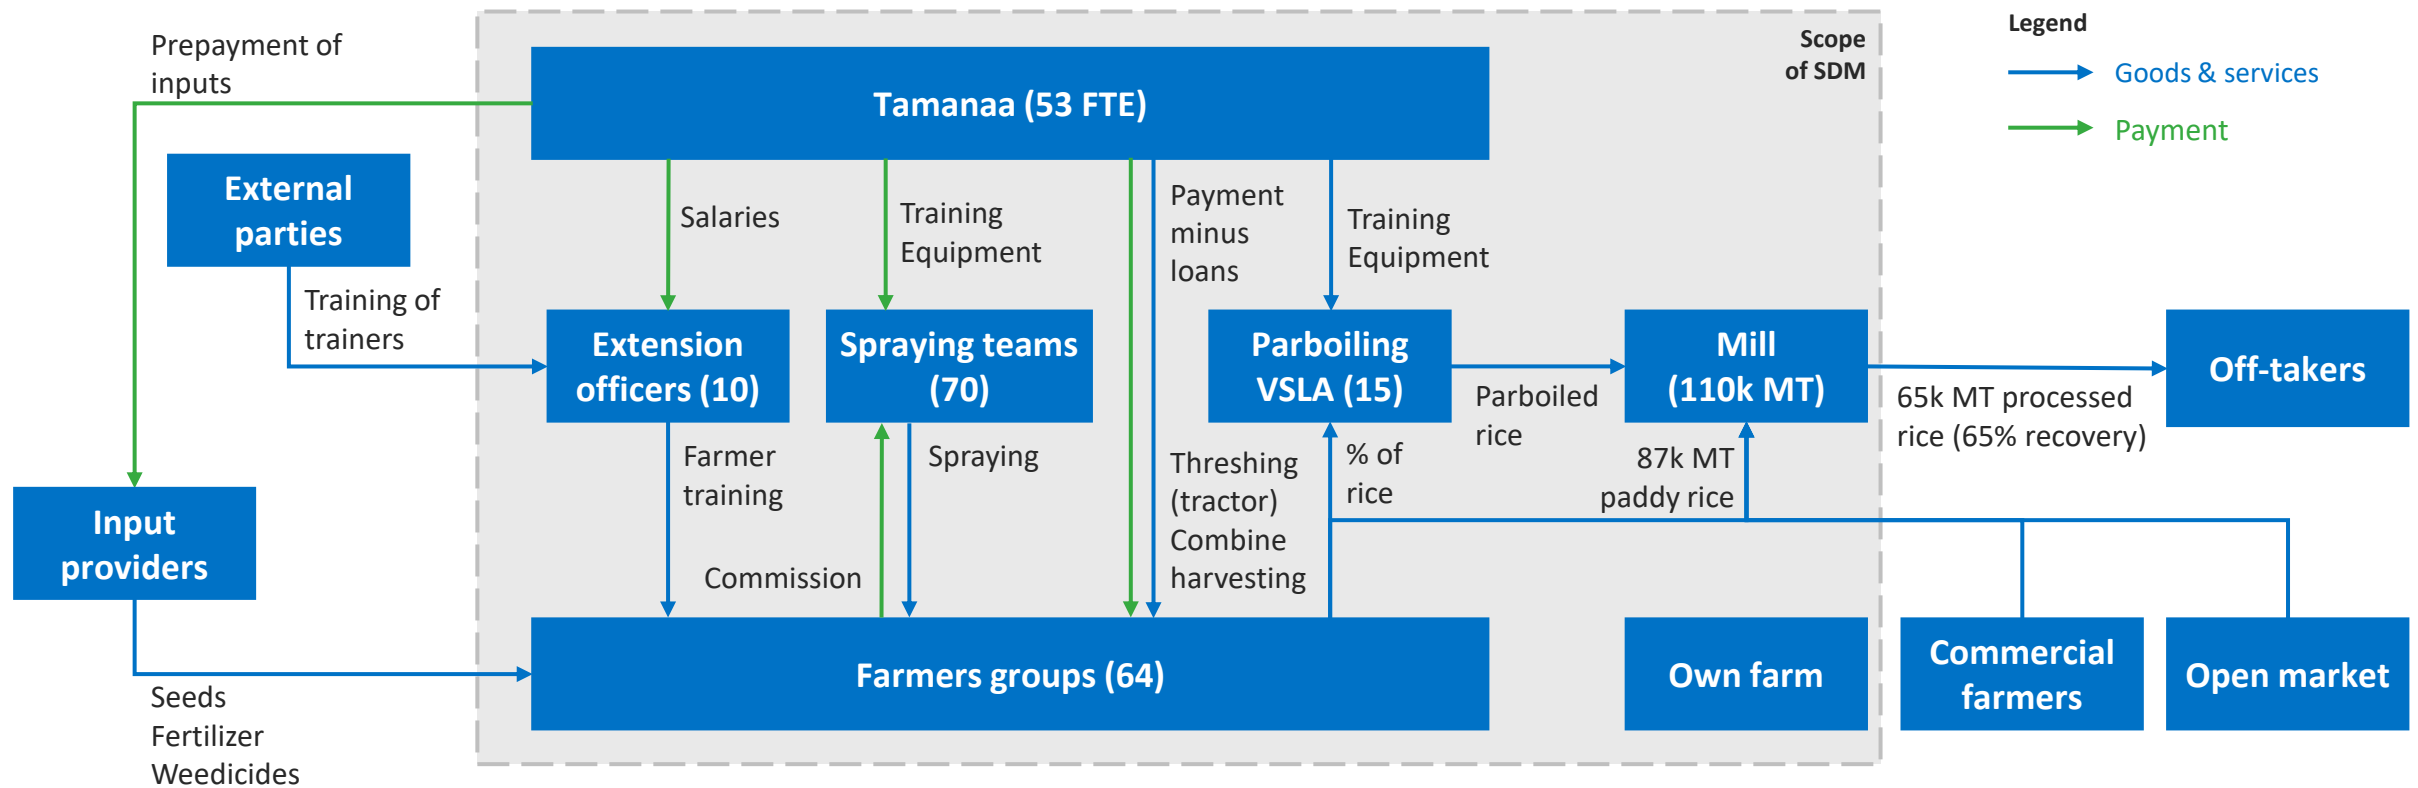 Prepayment of
inputs
Scope
of SDM
Legend
Goods & services
Payment
Tamanaa (53 FTE)
External
parties
Salaries
Training
Equipment
Payment
minus
loans
Training
Equipment
Training of
trainers
Extension
officers (10)
Spraying teams
(70)
Parboiling
VSLA (15)
Mill
(110k MT)
Off-takers
Parboiled
rice
65k MT processed
rice (65% recovery)
Farmer
training
Spraying
Threshing
(tractor)
Combine
harvesting
% of
rice
87k MT
paddy rice
Input
providers
Commission
Farmers groups (64)
Own farm
Commercial
farmers
Open market
Seeds
Fertilizer
Weedicides